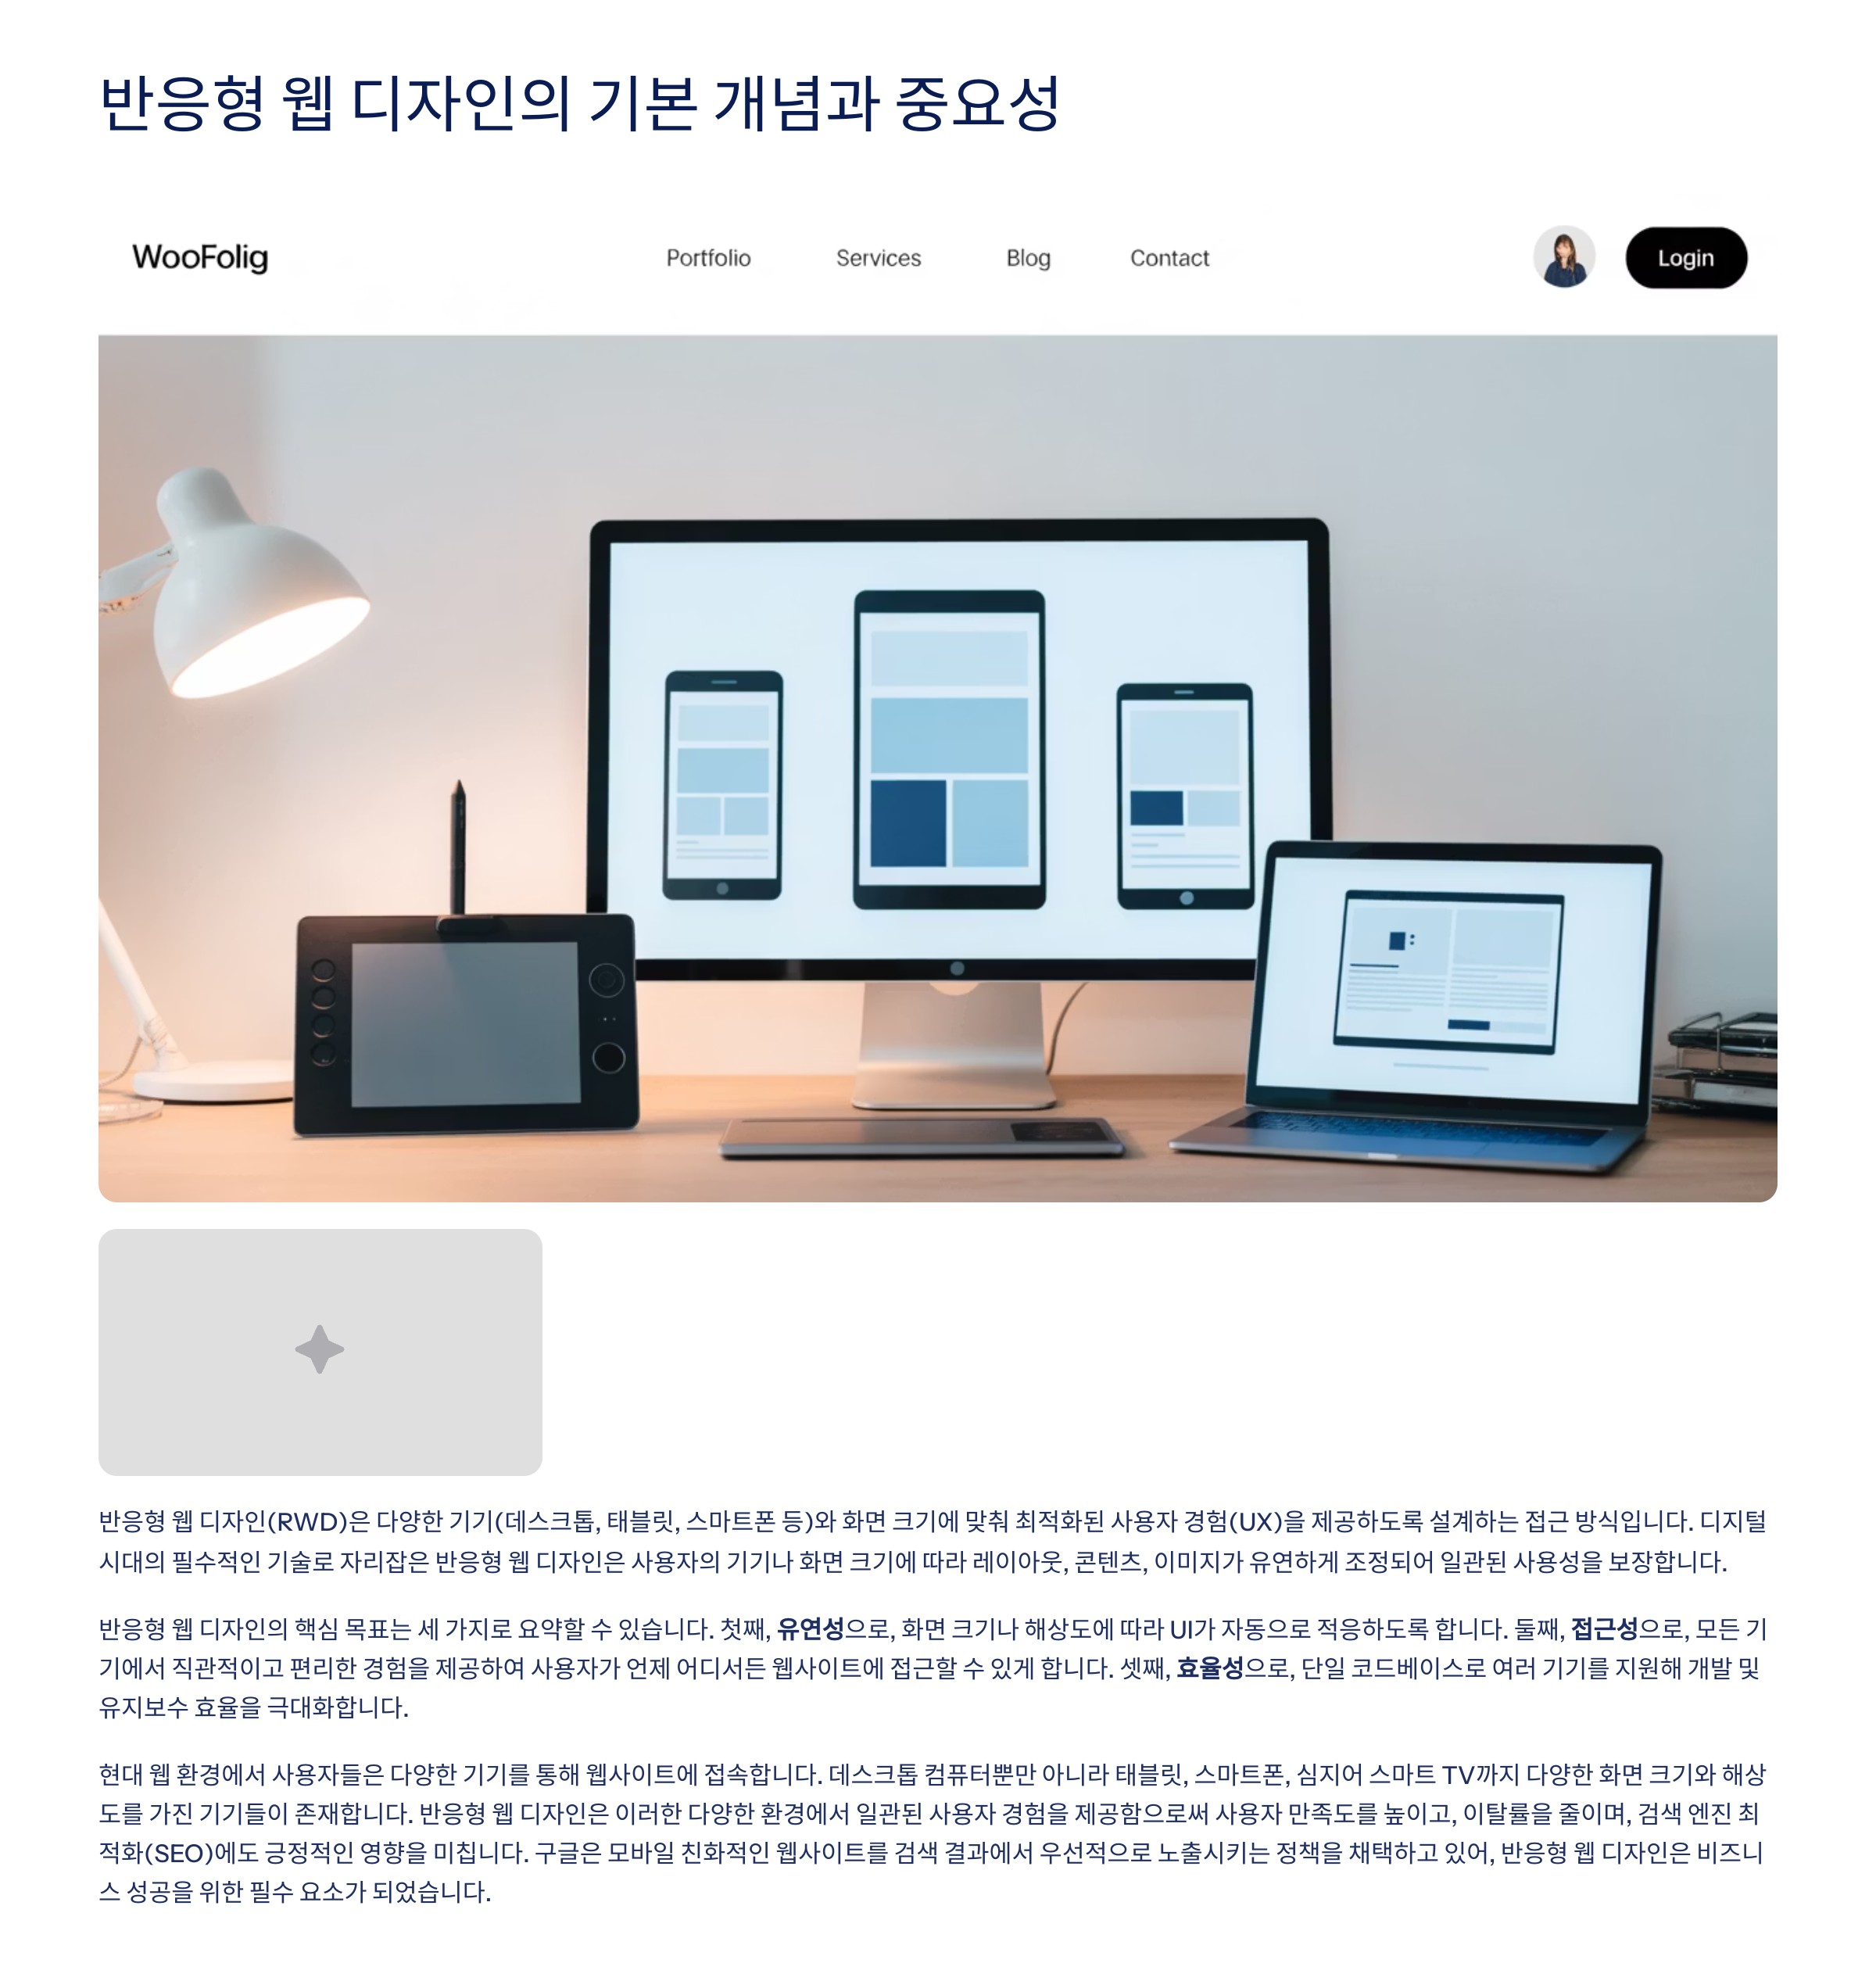 반응형 웹 디자인의 기본 개념과 중요성
WooFolig
Portfolio
Services
Blog
Contact
Login
반응형 웹 디자인(RWD)은 다양한 기기(데스크톱, 태블릿, 스마트폰 등)와 화면 크기에 맞춰 최적화된 사용자 경험(UX)을 제공하도록 설계하는 접근 방식입니다. 디지털
시대의 필수적인 기술로 자리잡은 반응형 웹 디자인은 사용자의 기기나 화면 크기에 따라 레이아웃, 콘텐츠, 이미지가 유연하게 조정되어 일관된 사용성을 보장합니다.
반응형 웹 디자인의 핵심 목표는 세 가지로 요약할 수 있습니다. 첫째, 유연성으로, 화면 크기나 해상도에 따라 UI가 자동으로 적응하도록 합니다. 둘째, 접근성으로, 모든 기
기에서 직관적이고 편리한 경험을 제공하여 사용자가 언제 어디서든 웹사이트에 접근할 수 있게 합니다. 셋째, 효율성으로, 단일 코드베이스로 여러 기기를 지원해 개발 및
유지보수 효율을 극대화합니다.
현대 웹 환경에서 사용자들은 다양한 기기를 통해 웹사이트에 접속합니다. 데스크톱 컴퓨터뿐만 아니라 태블릿, 스마트폰, 심지어 스마트 TV까지 다양한 화면 크기와 해상
도를 가진 기기들이 존재합니다. 반응형 웹 디자인은 이러한 다양한 환경에서 일관된 사용자 경험을 제공함으로써 사용자 만족도를 높이고, 이탈률을 줄이며, 검색 엔진 최
적화(SEO)에도 긍정적인 영향을 미칩니다. 구글은 모바일 친화적인 웹사이트를 검색 결과에서 우선적으로 노출시키는 정책을 채택하고 있어, 반응형 웹 디자인은 비즈니
스 성공을 위한 필수 요소가 되었습니다.